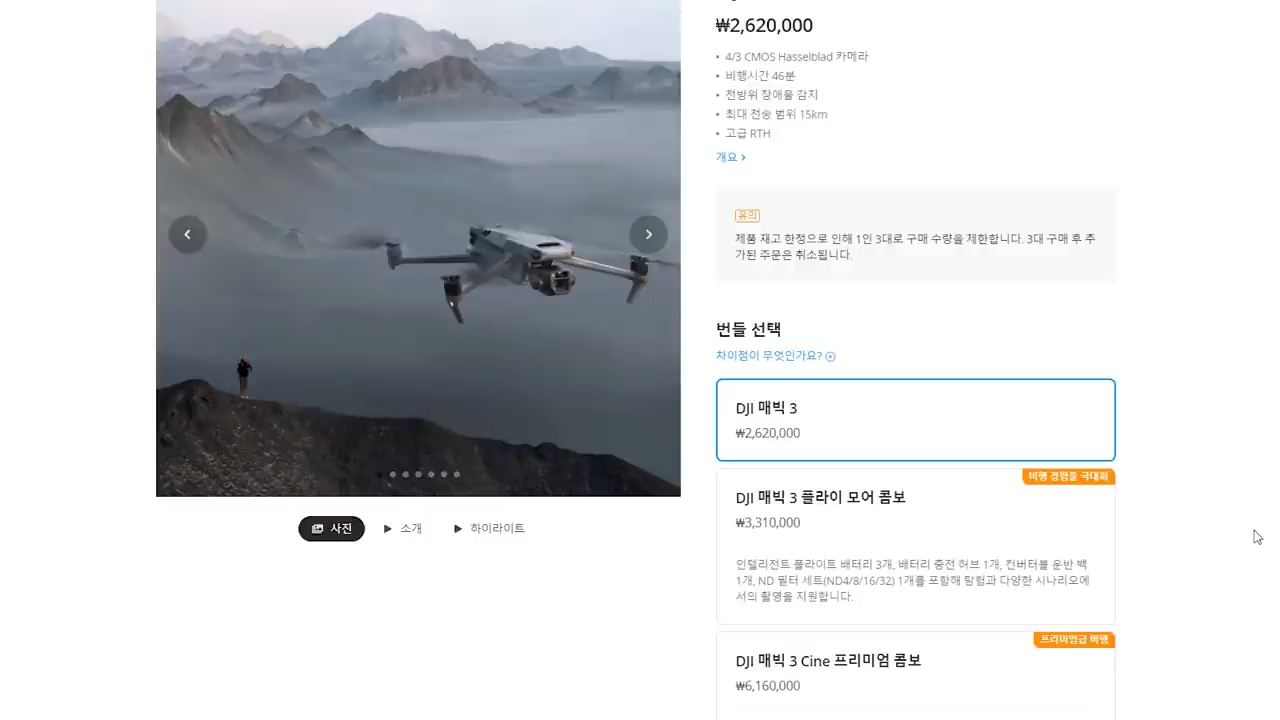 ₩2,620,000
• 4/3 CMOS Hasselblad 카메라
• 비행시간 46분
• 전방위 장애물 감지
• 최대 전송 범위 15km
• 고급 RTH
개요 >
유의
제품 재고 한정으로 인해 1인 3대로 구매 수량을 제한합니다. 3대 구매 후 추
가된 주문은 취소됩니다.
번들 선택
차이점이 무엇인가요?
DJI 매빅 3
₩2,620,000
비행 경험을 극대화
DJI 매빅 3 플라이 모어 콤보
₩3,310,000
인텔리전트 플라이트 배터리 3개, 배터리 충전 허브 1개, 컨버터블 운반 백
1개, ND 필터 세트(ND4/8/16/32) 1개를 포함해 탐험과 다양한 시나리오에
서의 촬영을 지원합니다.
프리미엄급 비행
DJI 매빅 3 Cine 프리미엄 콤보
₩6,160,000
사진
소개
하이라이트